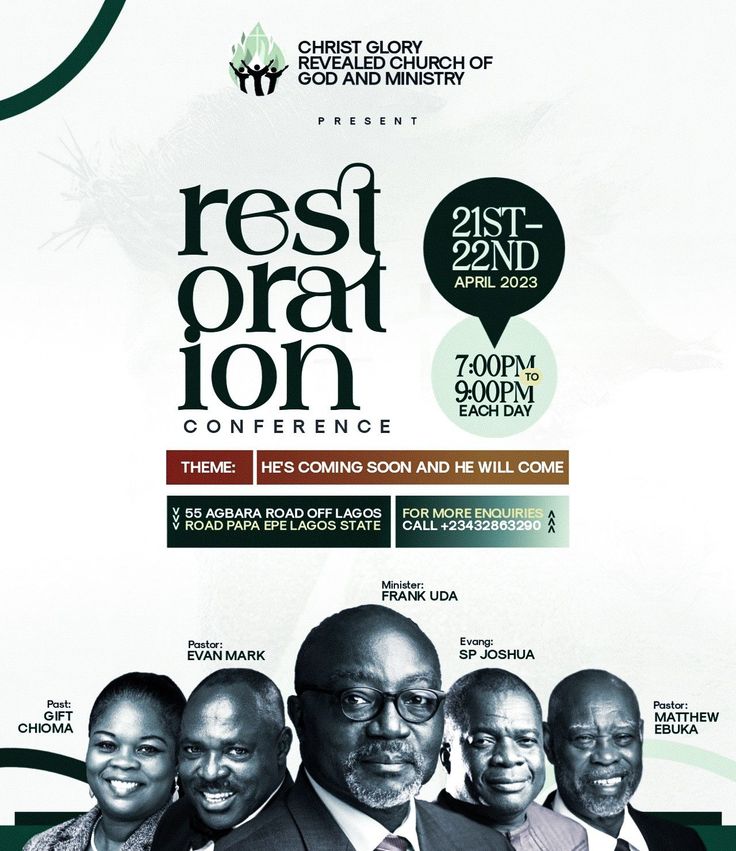 CHRIST GLORY
REVEALED CHURCH OF
GOD AND MINISTRY
PRESENT
rest
orat
ion
CONFERENCE
21ST–
22ND
APRIL 2023
7:00PM
TO
9:00PM
EACH DAY
THEME: HE'S COMING SOON AND HE WILL COME
55 AGBARA ROAD OFF LAGOS
ROAD PAPA EPE LAGOS STATE
FOR MORE ENQUIRIES
CALL +23432863290
Minister:
FRANK UDA
Pastor:
EVAN MARK
Evang:
SP JOSHUA
Past:
GIFT
CHIOMA
Pastor:
MATTHEW
EBUKA